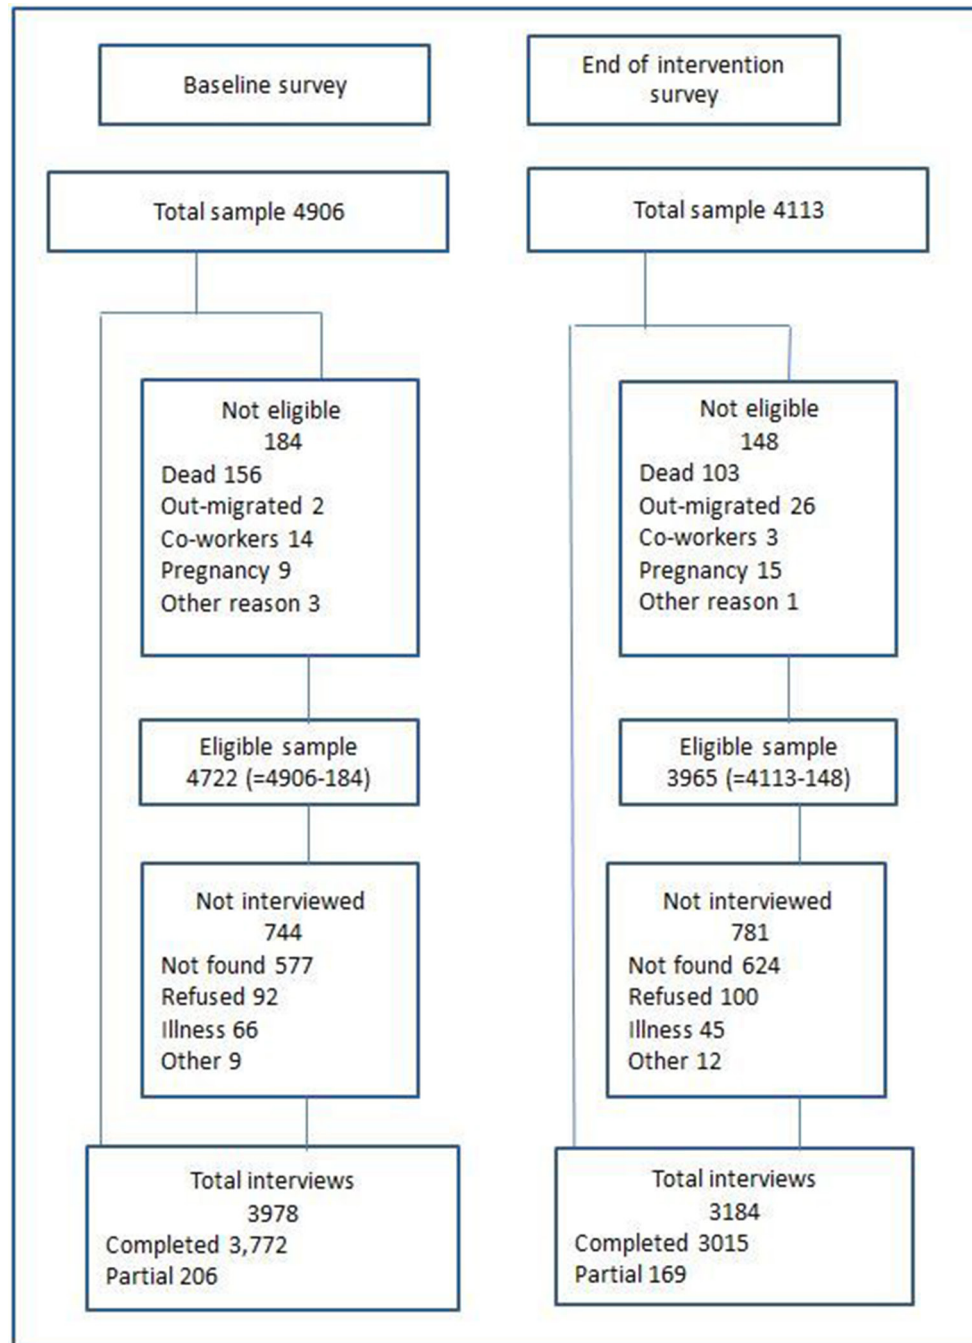 Baseline survey
Total sample 4906
Not eligible
184
Dead 156
Out-migrated 2
Co-workers 14
Pregnancy 9
Other reason 3
Eligible sample
4722 (=4906-184)
Not interviewed
744
Not found 577
Refused 92
Illness 66
Other 9
Total interviews
3978
Completed 3,772
Partial 206
End of intervention
survey
Total sample 4113
Not eligible
148
Dead 103
Out-migrated 26
Co-workers 3
Pregnancy 15
Other reason 1
Eligible sample
3965 (=4113-148)
Not interviewed
781
Not found 624
Refused 100
Illness 45
Other 12
Total interviews
3184
Completed 3015
Partial 169